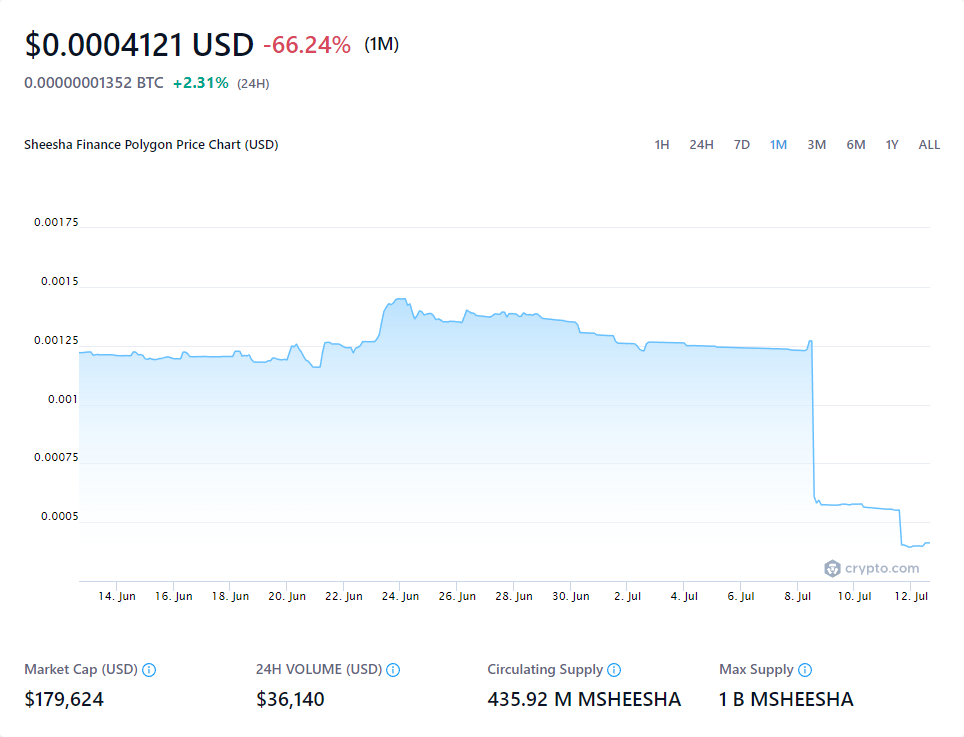 $0.0004121 USD -66.24% (1M)
0.00000001352 BTC +2.31% (24H)
Sheesha Finance Polygon Price Chart (USD) 1H 24H 7D 1M 3M 6M 1Y ALL
0.00175
0.0015
0.00125
0.001
0.00075
0.0005
crypto.com
14. Jun 16. Jun 18. Jun 20. Jun 22. Jun 24. Jun 26. Jun 28. Jun 30. Jun 2. Jul 4. Jul 6. Jul 8. Jul 10. Jul 12. Jul
Market Cap (USD) 24H VOLUME (USD) Circulating Supply Max Supply
$179,624 $36,140 435.92 M MSHEESHA 1 B MSHEESHA